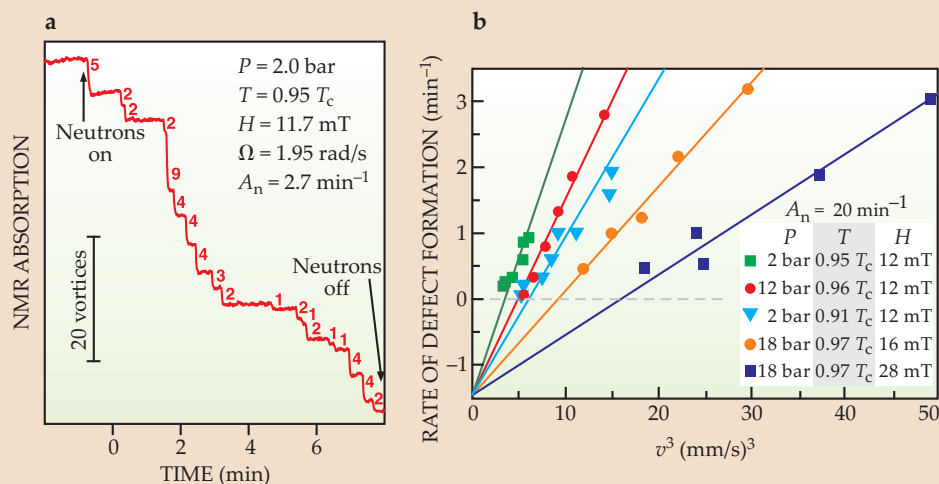 a
NMR ABSORPTION
P = 2.0 bar
T = 0.95 Tc
H = 11.7 mT
Ω = 1.95 rad/s
An = 2.7 min−1
Neutrons
on
20 vortices
Neutrons
off
5
2
2
2
9
4
4
4
3
2
1
2
1
2
1
1
4
4
2
0
2
4
6
TIME (min)
b
RATE OF DEFECT FORMATION (min−1)
3
2
1
0
−1
An = 20 min−1
P T H
2 bar 0.95 Tc 12 mT
12 bar 0.96 Tc 12 mT
2 bar 0.91 Tc 12 mT
18 bar 0.97 Tc 16 mT
18 bar 0.97 Tc 28 mT
0 10 20 30 40 50
v3 (mm/s)3